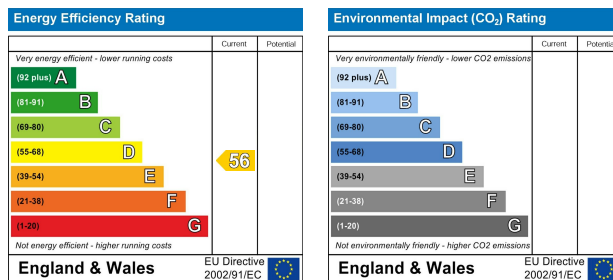 Energy Efficiency Rating
Current Potential
Very energy efficient - lower running costs
(92 plus) A
(81-91) B
(69-80) C
(55-68) D
56
(39-54) E
(21-38) F
(1-20) G
Not energy efficient - higher running costs
England & Wales
EU Directive
2002/91/EC
Environmental Impact (CO2) Rating
Current Potential
Very environmentally friendly - lower CO2 emissions
(92 plus) A
(81-91) B
(69-80) C
(55-68) D
(39-54) E
(21-38) F
(1-20) G
Not environmentally friendly - higher CO2 emissions
England & Wales
EU Directive
2002/91/EC